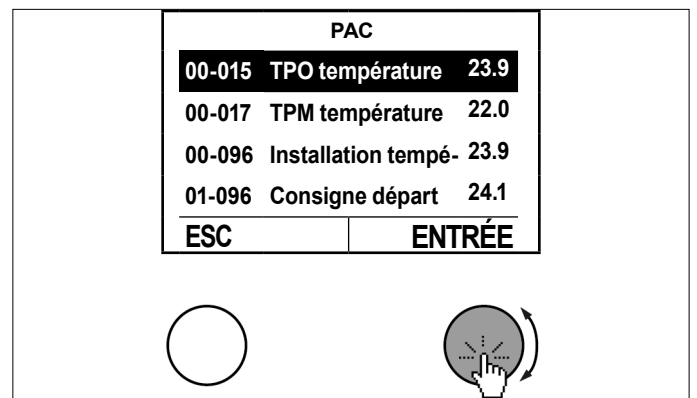 PAC
00-015 TPO température 23.9
00-017 TPM température 22.0
00-096 Installation tempé- 23.9
01-096 Consigne départ 24.1
ESC ENTRÉE